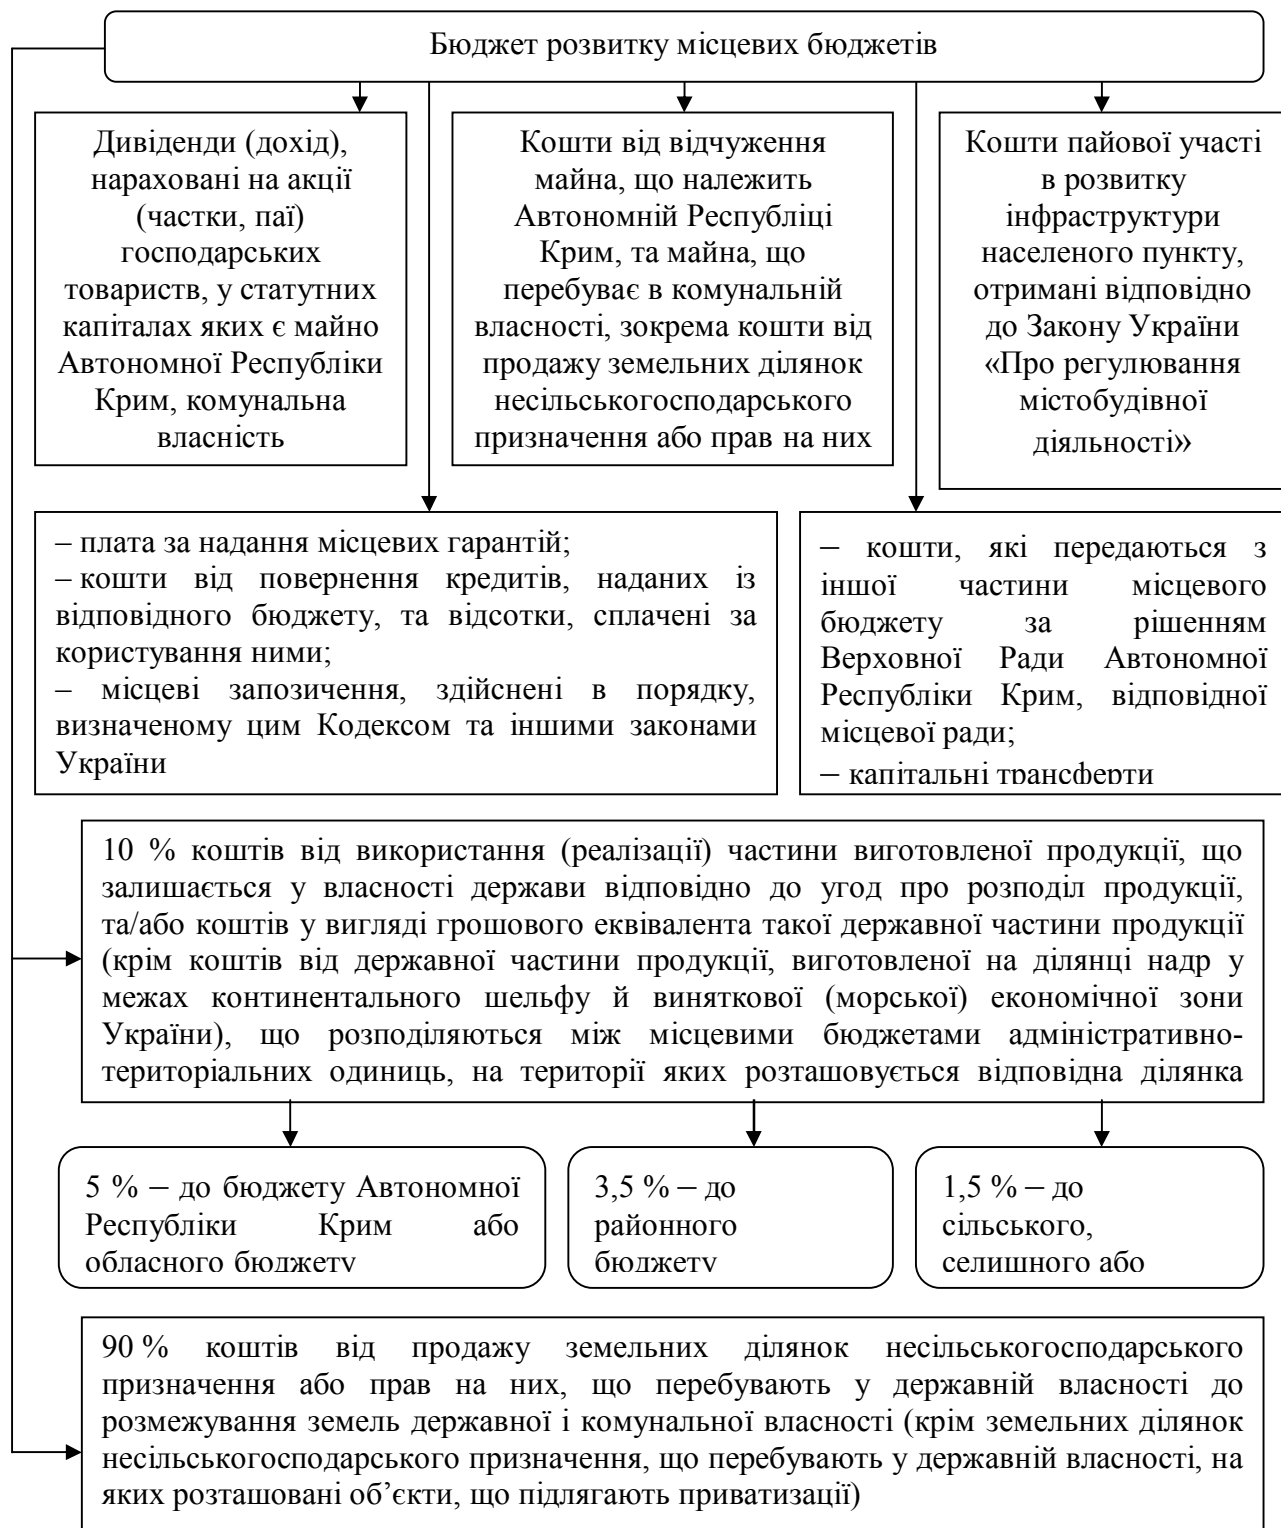 Бюджет розвитку місцевих бюджетів
Дивіденди (дохід),
нараховані на акції
(частки, паї)
господарських
товариств, у статутних
капіталах яких є майно
Автономної Республіки
Крим, комунальна
власність
Кошти від відчуження
майна, що належить
Автономній Республіці
Крим, та майна, що
перебуває в комунальній
власності, зокрема кошти від
продажу земельних ділянок
несільськогосподарського
призначення або прав на них
Кошти пайової участі
в розвитку
інфраструктури
населеного пункту,
отримані відповідно
до Закону України
«Про регулювання
містобудівної
діяльності»
– плата за надання місцевих гарантій;
– кошти від повернення кредитів, наданих із
відповідного бюджету, та відсотки, сплачені за
користування ними;
– місцеві запозичення, здійснені в порядку,
визначеному цим Кодексом та іншими законами
України
– кошти, які передаються з
іншої частини місцевого
бюджету за рішенням
Верховної Ради Автономної
Республіки Крим, відповідної
місцевої ради;
– капітальні трансферти
10 % коштів від використання (реалізації) частини виготовленої продукції, що
залишається у власності держави відповідно до угод про розподіл продукції,
та/або коштів у вигляді грошового еквівалента такої державної частини продукції
(крім коштів від державної частини продукції, виготовленої на ділянці надр у
межах континентального шельфу й виняткової (морської) економічної зони
України), що розподіляються між місцевими бюджетами адміністративно-
територіальних одиниць, на території яких розташовується відповідна ділянка
5 % – до бюджету Автономної
Республіки Крим або
обласного бюджету
3,5 % – до
районного
бюджету
1,5 % – до
сільського,
селищного або
90 % коштів від продажу земельних ділянок несільськогосподарського
призначення або прав на них, що перебувають у державній власності до
розмежування земель державної і комунальної власності (крім земельних ділянок
несільськогосподарського призначення, що перебувають у державній власності, на
яких розташовані об’єкти, що підлягають приватизації)